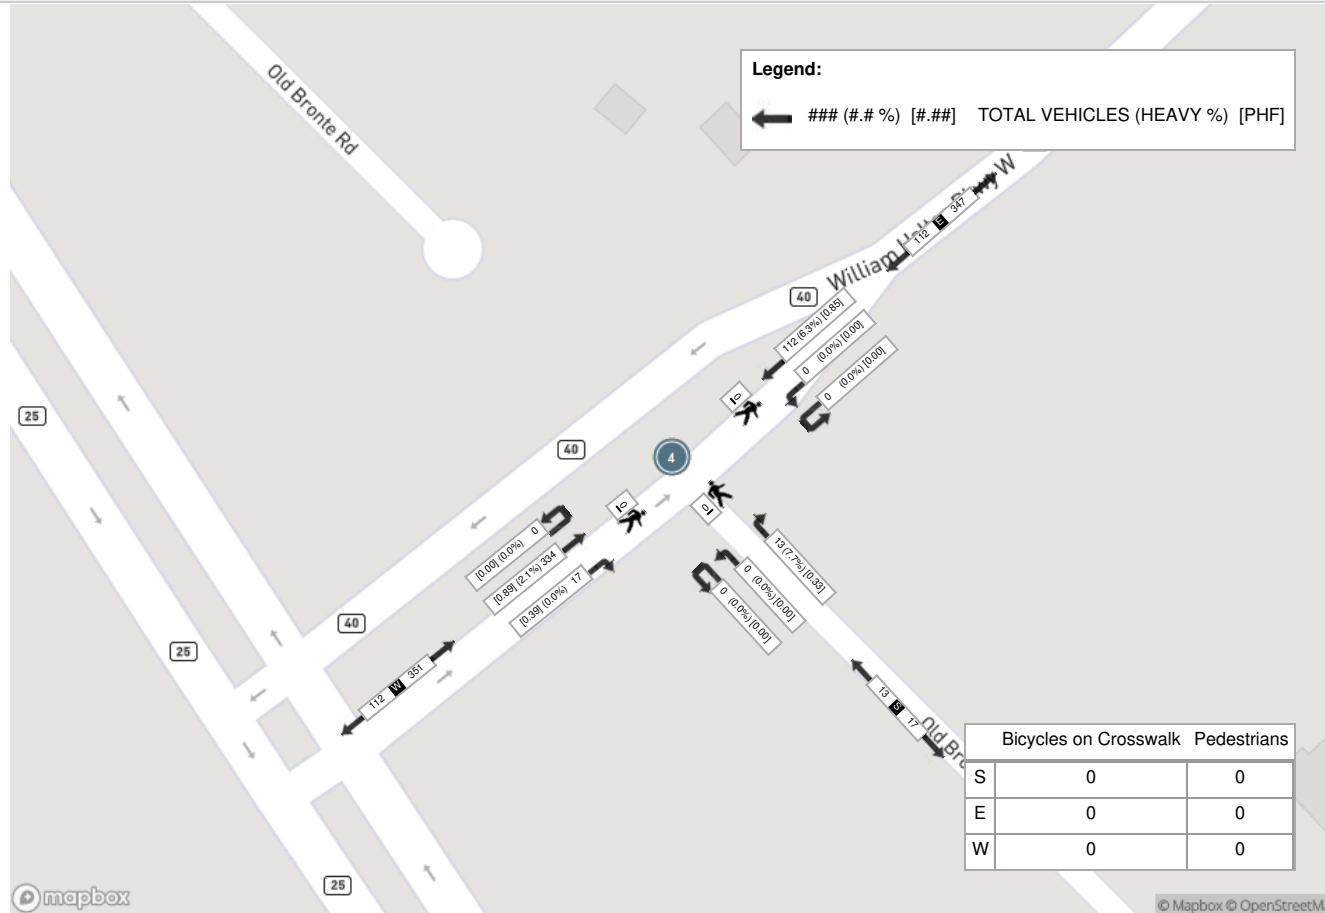 Old Bronte Rd
Legend:
### (#.# %) [#.##] TOTAL VEHICLES (HEAVY %) [PHF]
347
E
112
William
W
40
112 (6.3%) [0.85]
0 (0.0%) [0.00]
0 (0.0%) [0.00]
0
25
40
4
0
0
[0.00] (0.0%) 0
[0.89] (2.1%) 334
[0.39] (0.0%) 17
13 (7.7%) [0.33]
0 (0.0%) [0.00]
0 (0.0%) [0.00]
40
25
351
W
112
13
S
17
Old Bro
Bicycles on Crosswalk Pedestrians
S 0 0
E 0 0
W 0 0
25
mapbox
© Mapbox © OpenStreetM